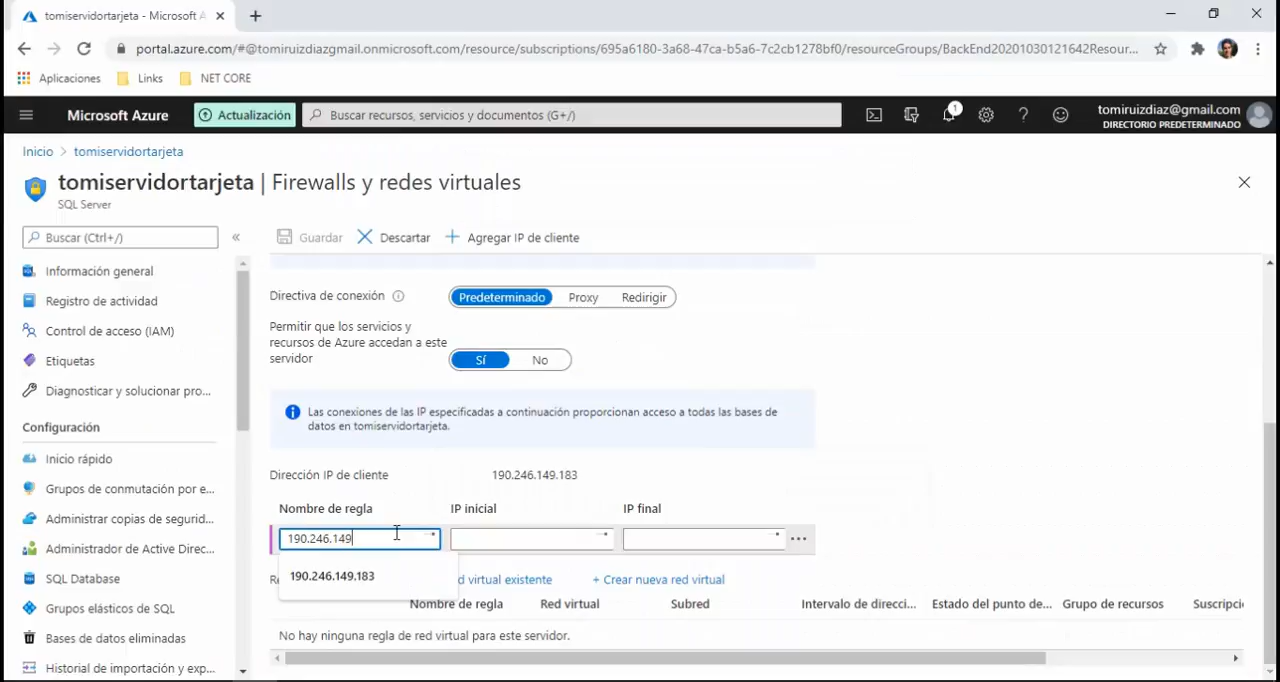 tomiservidortarjeta - Microsoft A
portal.azure.com/#@tomiruizdiazgmail.onmicrosoft.com/resource/subscriptions/695a6180-3a68-47ca-b5a6-7c2cb1278bf0/resourceGroups/BackEnd20201030121642Resour...
Aplicaciones
Links
NET CORE
Microsoft Azure
Actualización
Buscar recursos, servicios y documentos (G+/)
1
tomiruizdiaz@gmail.com
DIRECTORIO PREDETERMINADO
Inicio > tomiservidortarjeta
tomiservidortarjeta | Firewalls y redes virtuales
SQL Server
Buscar (Ctrl+/)
Guardar
Descartar
Agregar IP de cliente
Información general
Registro de actividad
Control de acceso (IAM)
Etiquetas
Diagnosticar y solucionar pro...
Configuración
Inicio rápido
Grupos de conmutación por e...
Administrar copias de segurid...
Administrador de Active Direc...
SQL Database
Grupos elásticos de SQL
Bases de datos eliminadas
Historial de importación y exp...
Directiva de conexión
Predeterminado
Proxy
Redirigir
Permitir que los servicios y
recursos de Azure accedan a este
servidor
Sí
No
Las conexiones de las IP especificadas a continuación proporcionan acceso a todas las bases de
datos en tomiservidortarjeta.
Dirección IP de cliente
190.246.149.183
Nombre de regla
IP inicial
IP final
190.246.149
190.246.149.183
d virtual existente
+ Crear nueva red virtual
Nombre de regla
Red virtual
Subred
Intervalo de direcci...
Estado del punto de...
Grupo de recursos
Suscripci
No hay ninguna regla de red virtual para este servidor.